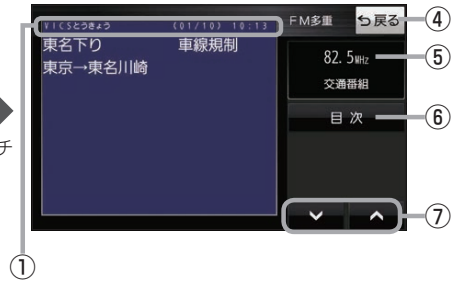 VICSとうきょう (01/10) 10:13
FM多重 戻る ④
東名下り 車線規制
東京→東名川崎
82.5MHz ⑤
交通番組
目次 ⑥
チ
⑦
①